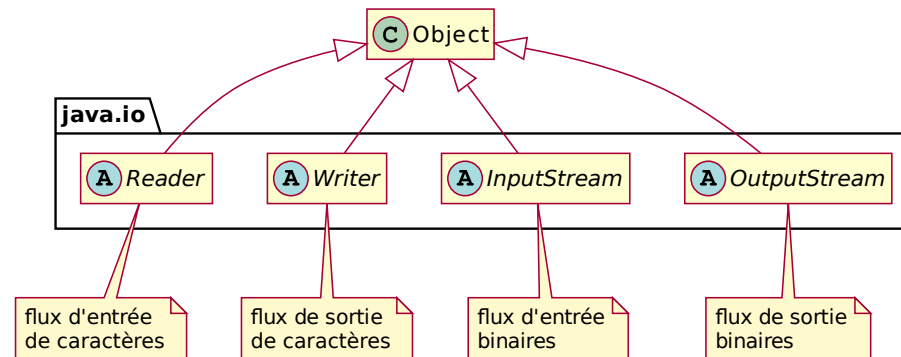 C Object
java.io
A Reader
A Writer
A InputStream
A OutputStream
flux d'entrée
de caractères
flux de sortie
de caractères
flux d'entrée
binaires
flux de sortie
binaires